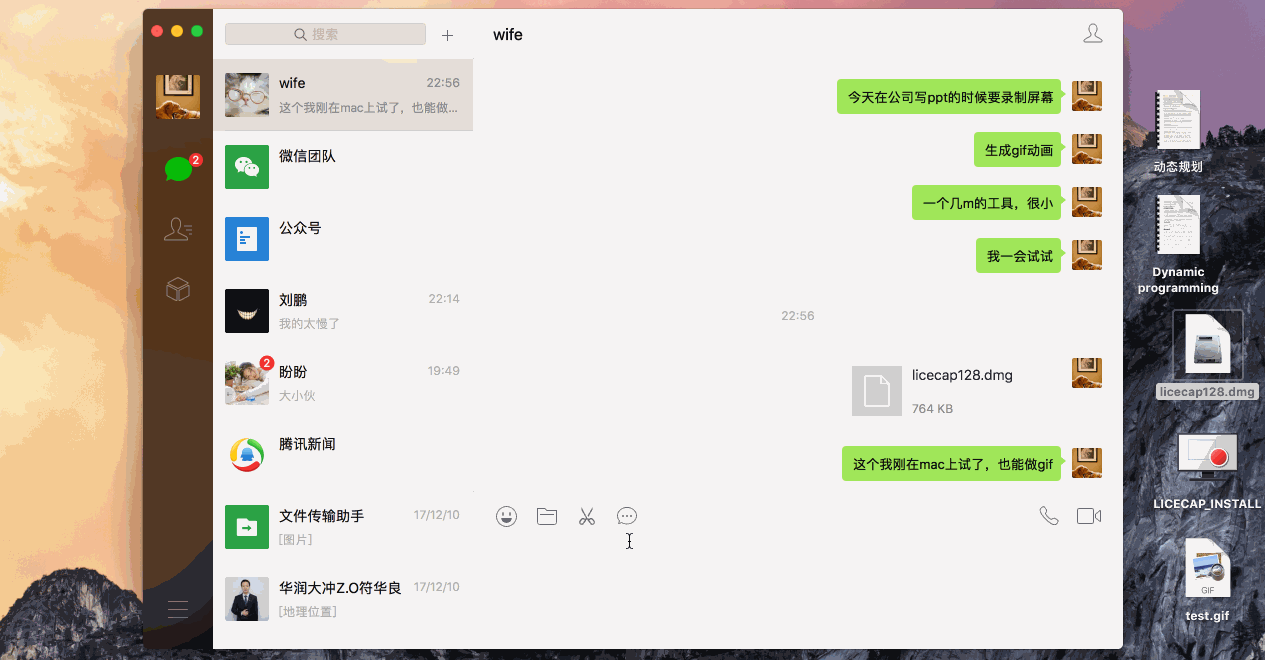 搜索
wife
2
wife
22:56
这个我刚在mac上试了，也能做...
微信团队
公众号
刘鹏
22:14
我的太慢了
2
盼盼
19:49
大小伙
腾讯新闻
文件传输助手
17/12/10
[图片]
华润大冲Z.O符华良
17/12/10
[地理位置]
今天在公司写ppt的时候要录制屏幕
生成gif动画
一个几m的工具，很小
我一会试试
22:56
licecap128.dmg
764 KB
这个我刚在mac上试了，也能做gif
动态规划
Dynamic
programming
licecap128.dmg
LICECAP_INSTALL
GIF
test.gif